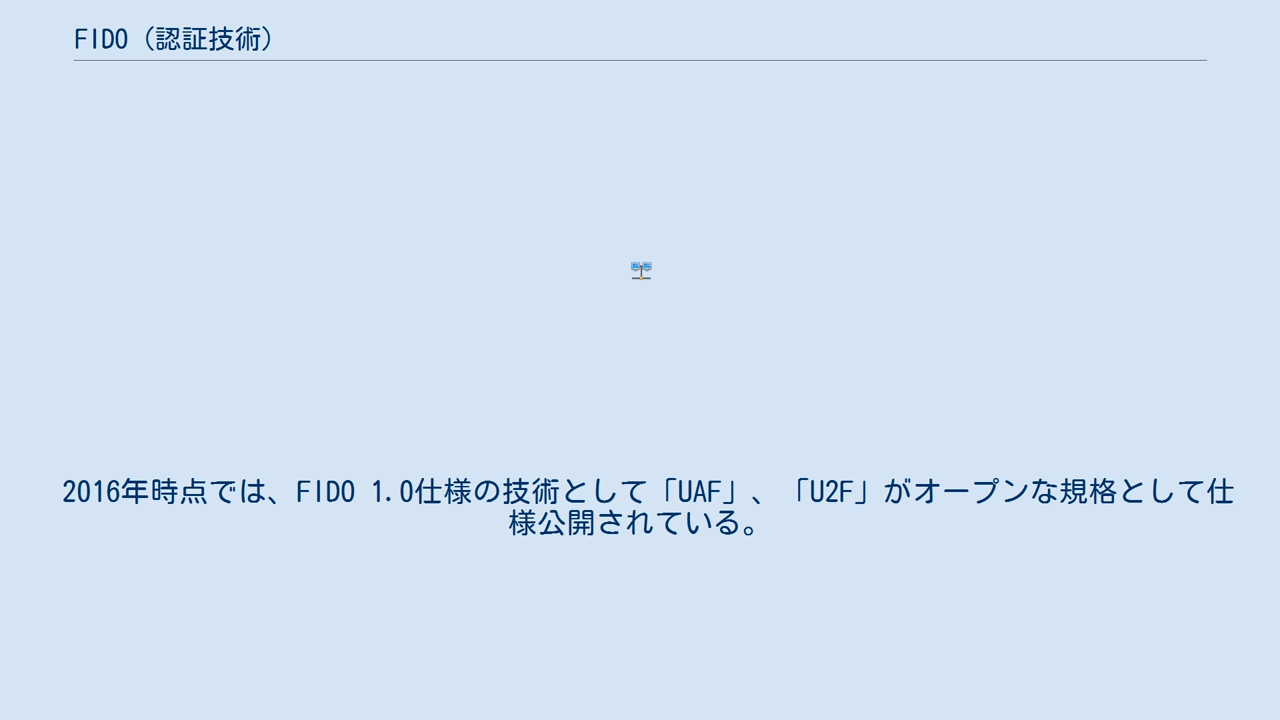 FIDO（認証技術）
2016年時点では、FIDO 1.0仕様の技術として「UAF」、「U2F」がオープンな規格として仕
様公開されている。